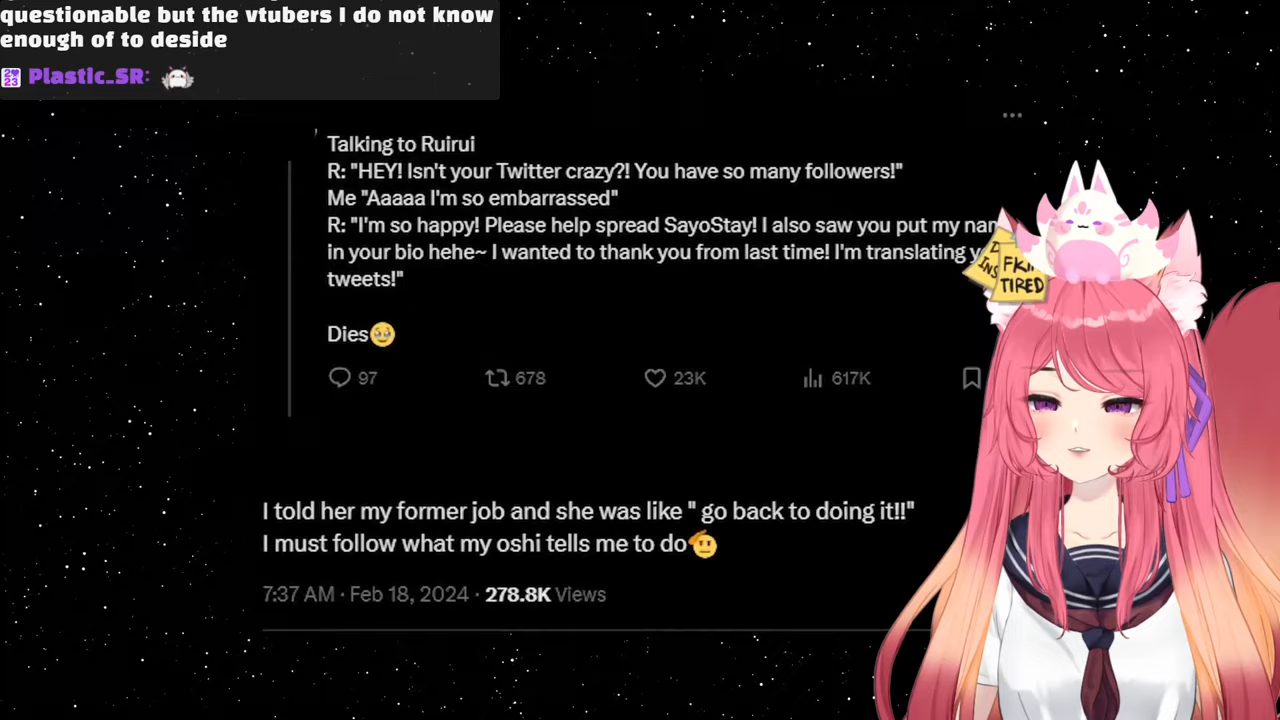 questionable but the vtubers I do not know
enough of to deside
Plastic_SR:
Talking to Ruirui
R: "HEY! Isn't your Twitter crazy?! You have so many followers!"
Me "Aaaaa I'm so embarrassed"
R: "I'm so happy! Please help spread SayoStay! I also saw you put my
in your bio hehe~ I wanted to thank you from last time! I'm translating
tweets!"
FKIN
TIRED
Dies🥹
97 678 23K 617K
I told her my former job and she was like " go back to doing it!!"
I must follow what my oshi tells me to do🫡
7:37 AM · Feb 18, 2024 · 278.8K Views